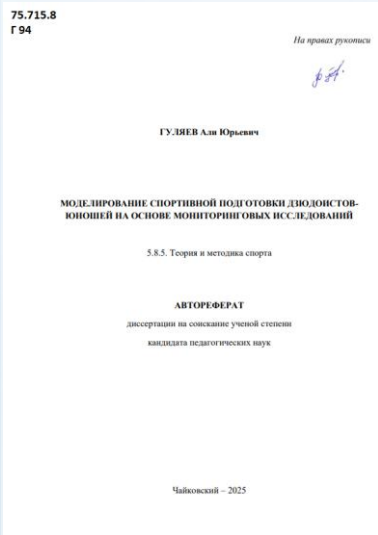 75.715.8
Г 94
На правах рукописи
ГУЛЯЕВ Али Юрьевич
МОДЕЛИРОВАНИЕ СПОРТИВНОЙ ПОДГОТОВКИ ДЗЮДОИСТОВ-
ЮНОШЕЙ НА ОСНОВЕ МОНИТОРИНГОВЫХ ИССЛЕДОВАНИЙ
5.8.5. Теория и методика спорта
АВТОРЕФЕРАТ
диссертации на соискание ученой степени
кандидата педагогических наук
Чайковский – 2025